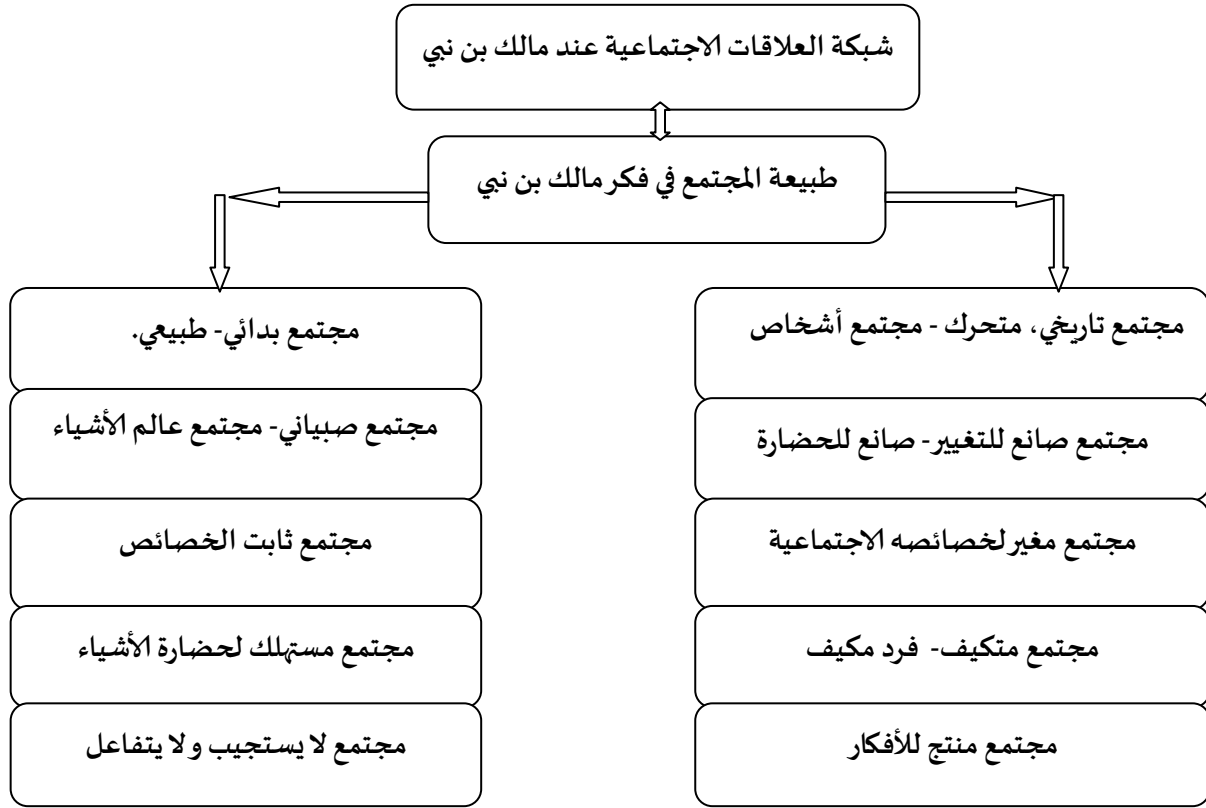 شبكة العلاقات الاجتماعية عند مالك بن نبي
طبيعة المجتمع في فكر مالك بن نبي
مجتمع تاريخي، متحرك - مجتمع أشخاص
مجتمع صانع للتغيير- صانع للحضارة
مجتمع مغير لخصائصه الاجتماعية
مجتمع متكيف- فرد مكيف
مجتمع منتج للأفكار
مجتمع بدائي- طبيعي.
مجتمع صبياني- مجتمع عالم الأشياء
مجتمع ثابت الخصائص
مجتمع مستهلك لحضارة الأشياء
مجتمع لا يستجيب ولا يتفاعل